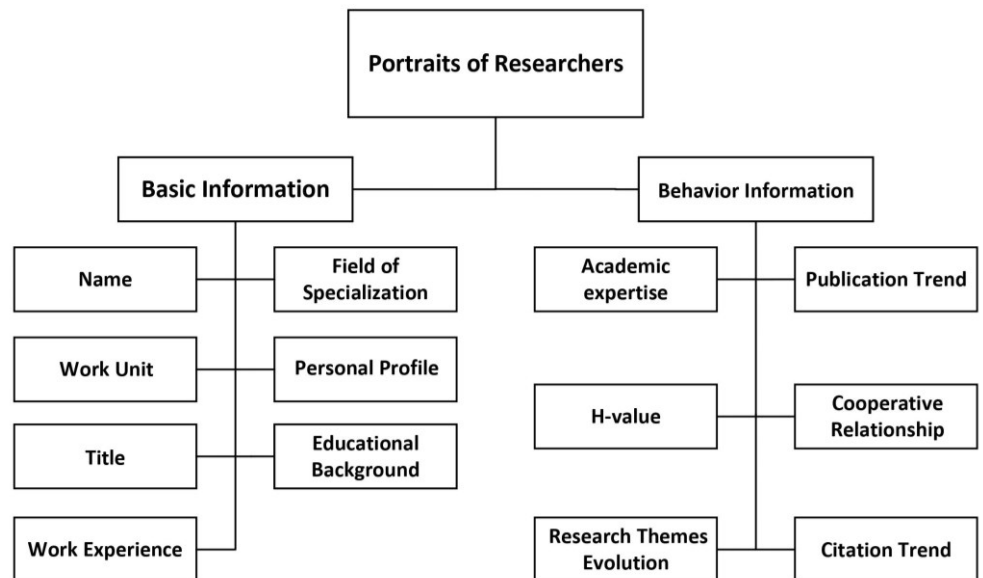 Portraits of Researchers
Basic Information
Behavior Information
Name
Field of
Specialization
Work Unit
Personal Profile
Title
Educational
Background
Work Experience
Academic
expertise
Publication Trend
H-value
Cooperative
Relationship
Research Themes
Evolution
Citation Trend